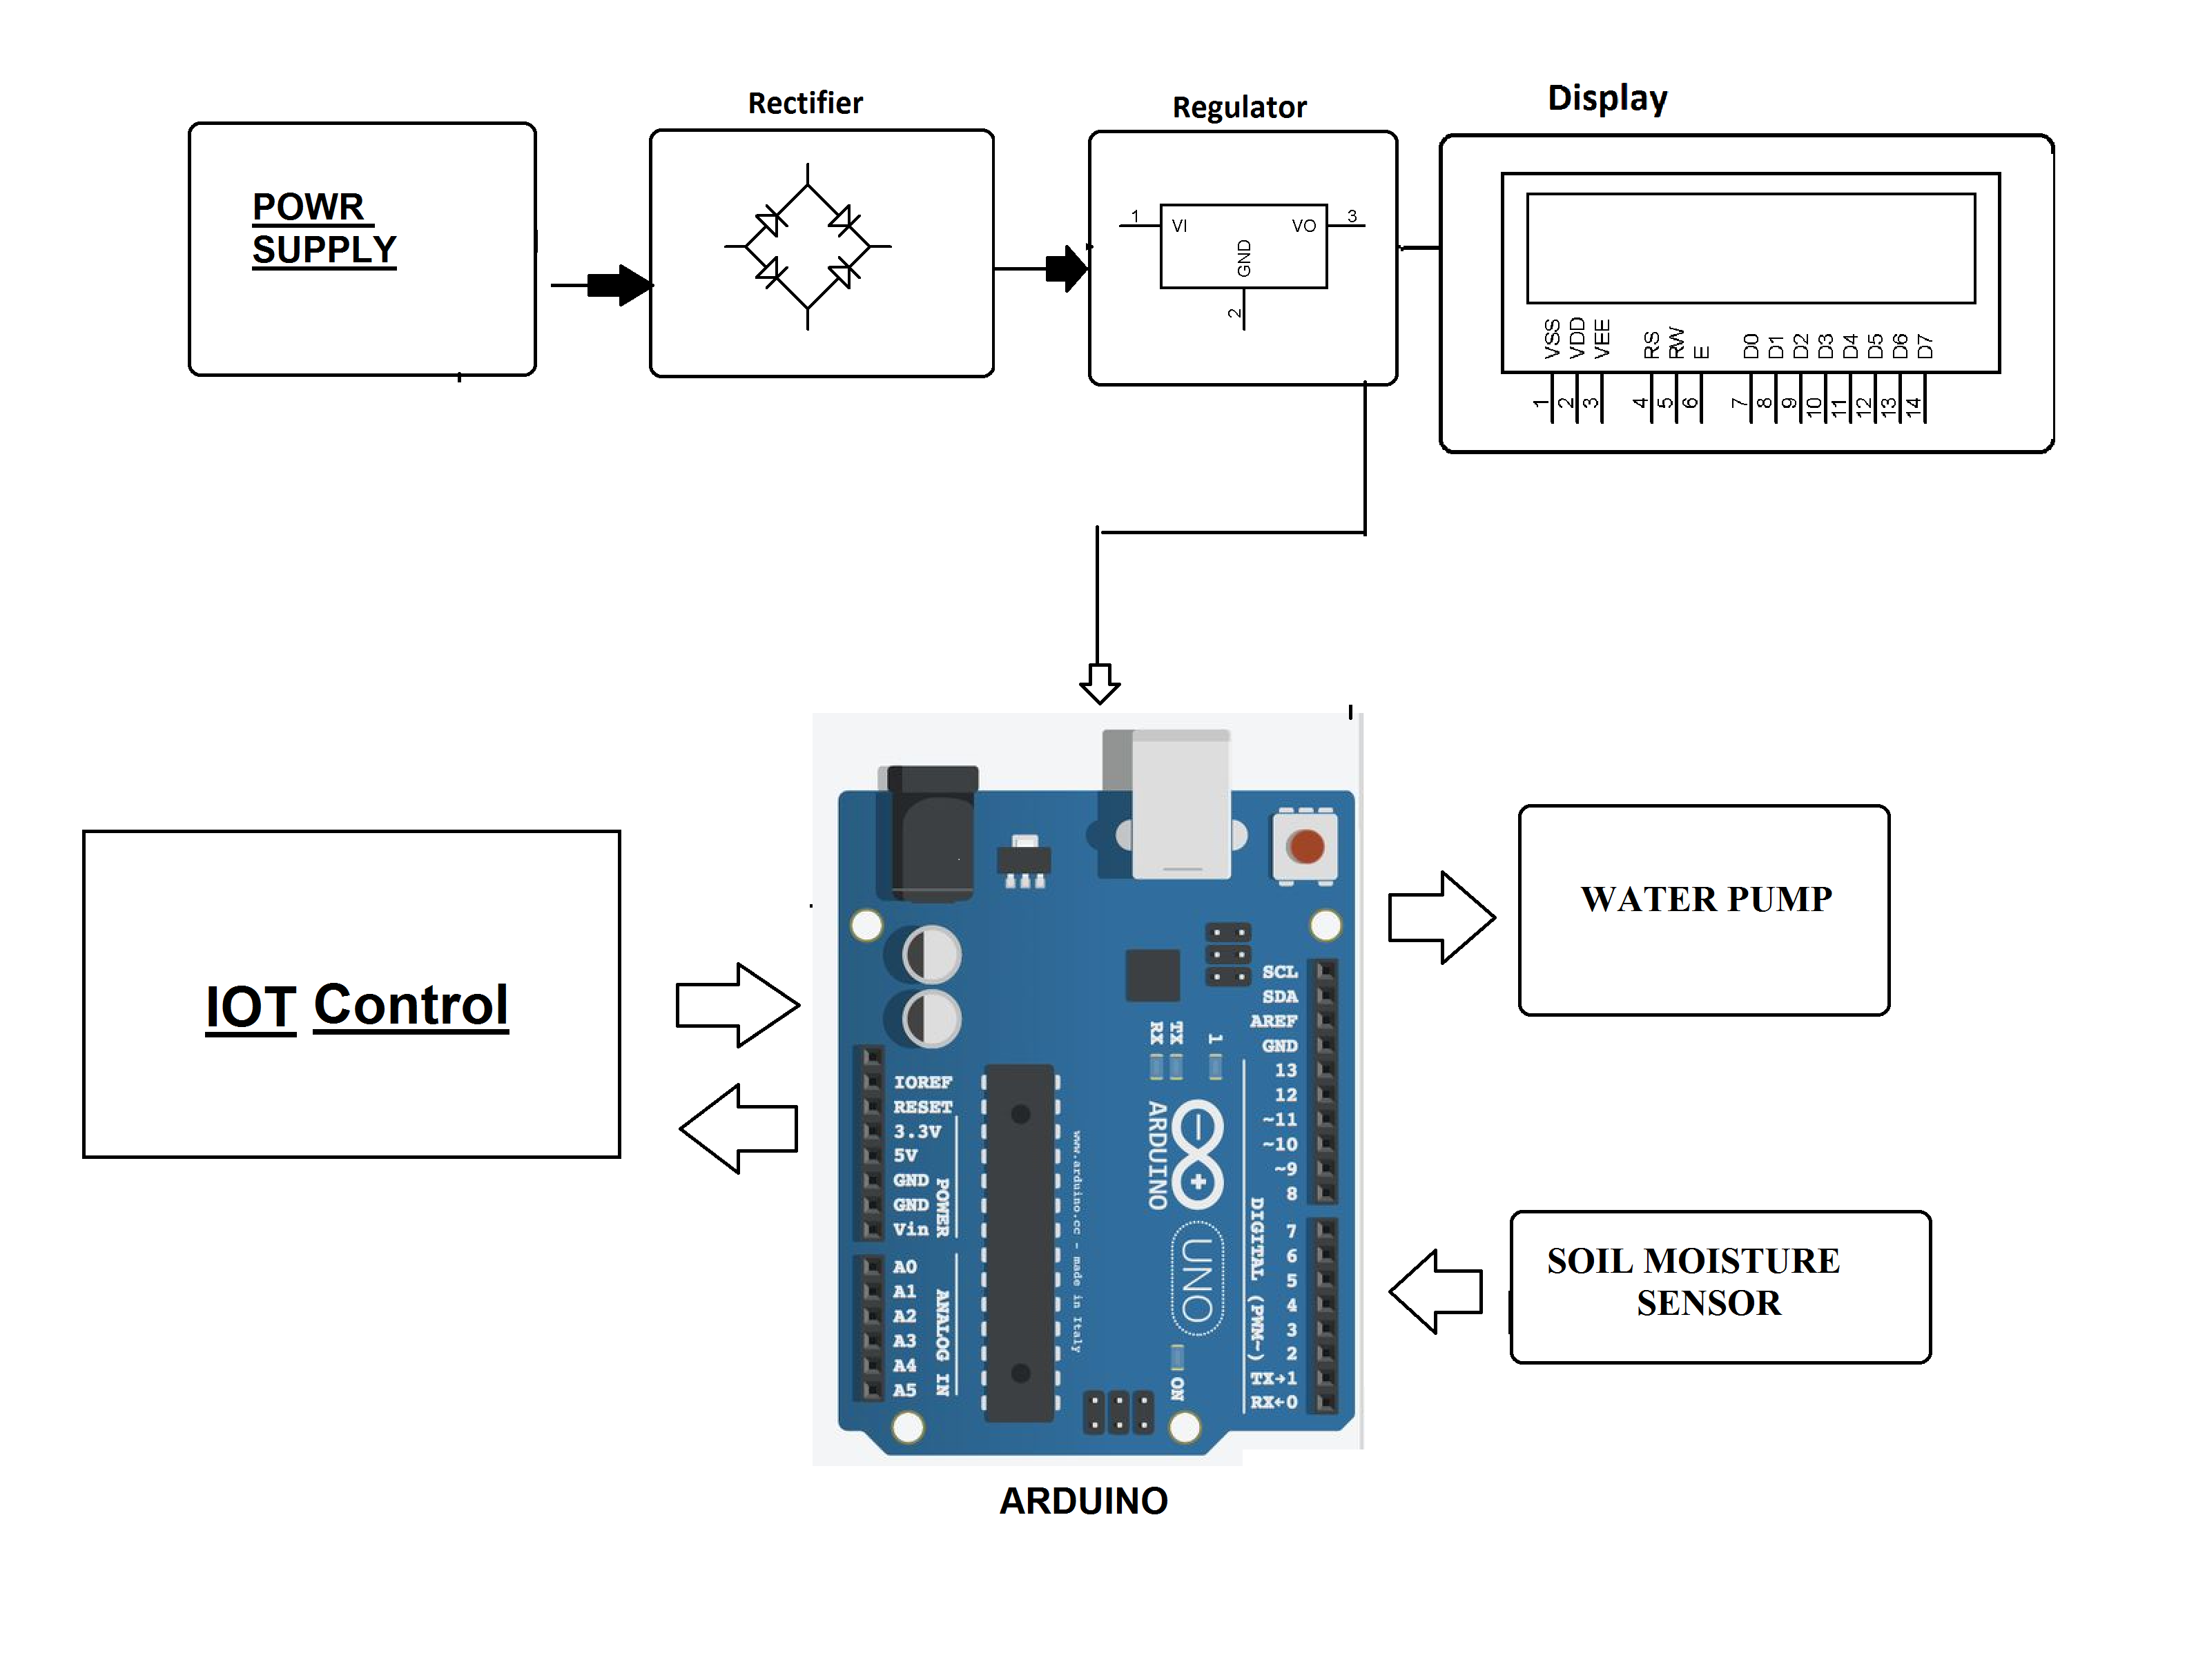 Rectifier
Regulator
Display
POWR
SUPPLY
1
VI
VO
3
GND
2
VSS
VDD
VEE
RS
RW
E
D0
D1
D2
D3
D4
D5
D6
D7
1
2
3
4
5
6
7
8
9
10
11
12
13
14
IOT Control
WATER PUMP
SOIL MOISTURE
SENSOR
SCL
SDA
AREF
GND
13
12
~11
~10
~9
8
7
6
5
4
3
2
TX→1
RX←0
DIGITAL (PWM~)
RX
TX
1
ARDUINO
UNO
ON
www.arduino.cc - made in Italy
IOREF
RESET
3.3V
5V
GND
GND
Vin
POWER
A0
A1
A2
A3
A4
A5
ANALOG IN
ARDUINO